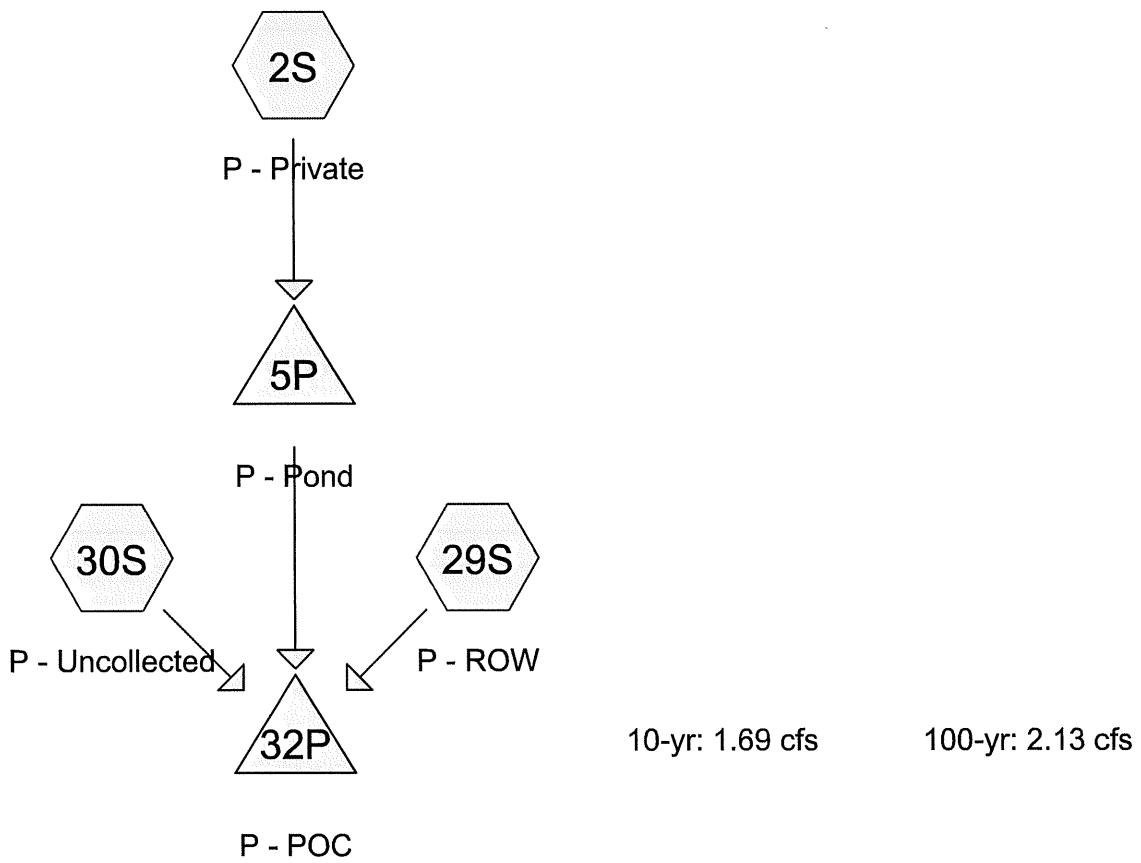 2S
P - Private
5P
P - Pond
30S
29S
P - Uncollected
P - ROW
32P
10-yr: 1.69 cfs
100-yr: 2.13 cfs
P - POC